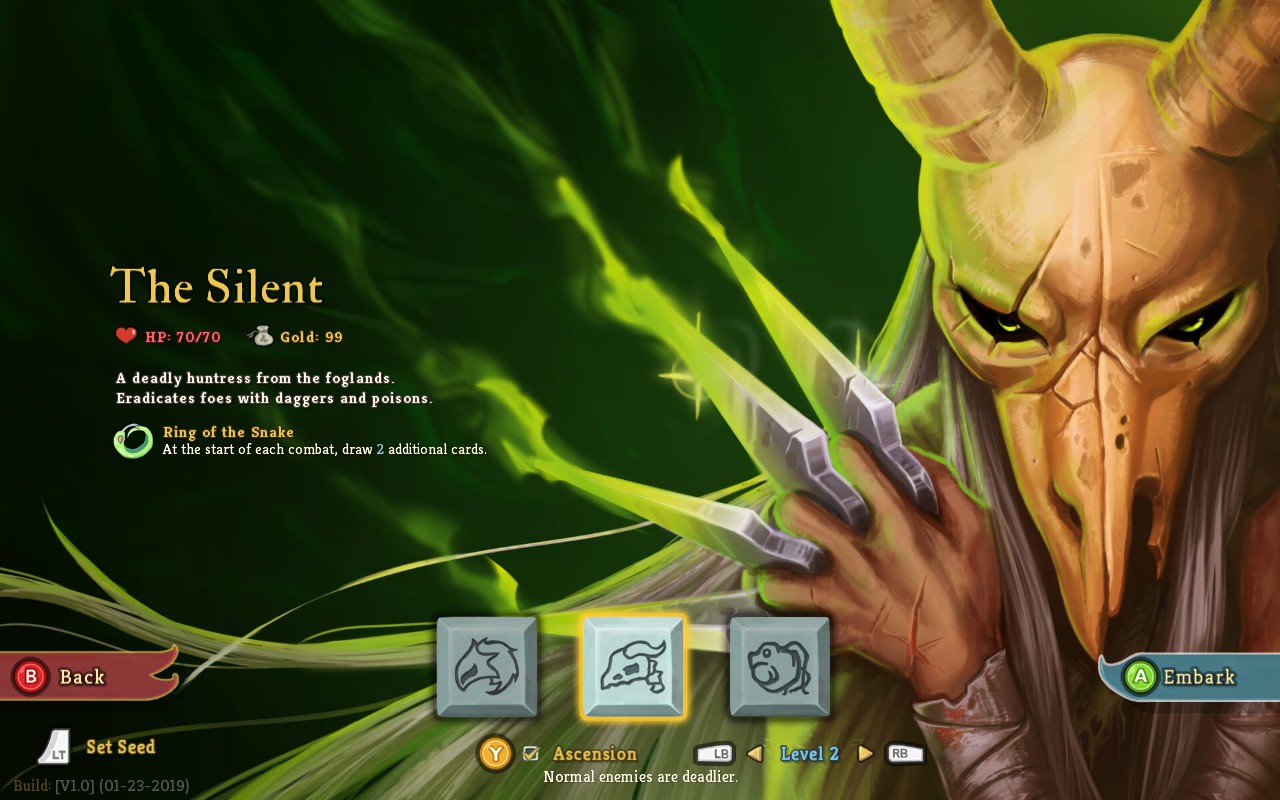 The Silent
HP: 70/70 Gold: 99
A deadly huntress from the foglands.
Eradicates foes with daggers and poisons.
Ring of the Snake
At the start of each combat, draw 2 additional cards.
B Back
A Embark
LT Set Seed
Y Ascension LB Level 2 RB
Normal enemies are deadlier.
Build: [V1.0] (01-23-2019)